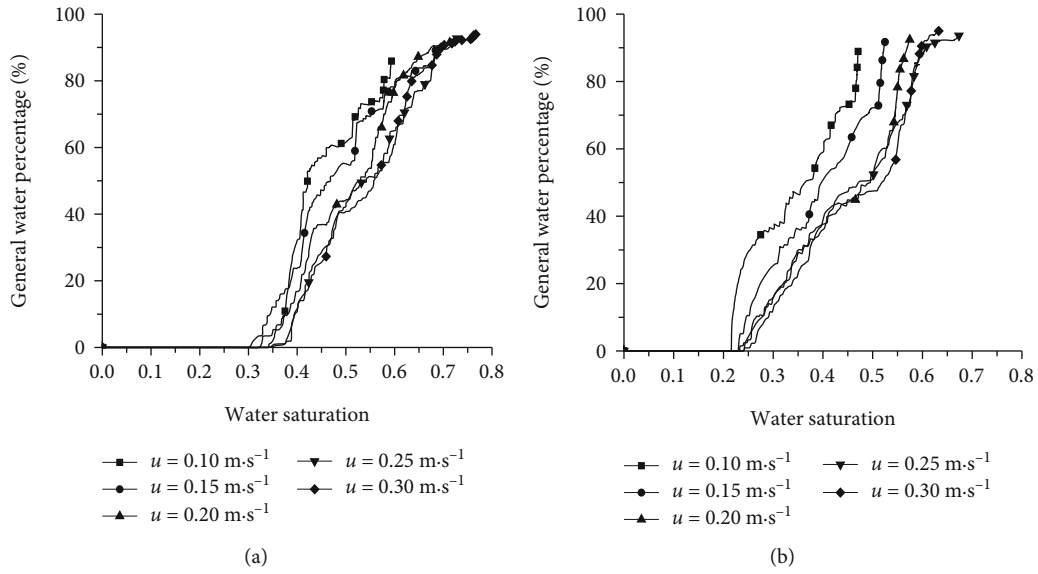 100
80
60
40
20
0
General water percentage (%)
0.0 0.1 0.2 0.3 0.4 0.5 0.6 0.7 0.8
Water saturation
u = 0.10 m·s⁻¹
u = 0.15 m·s⁻¹
u = 0.20 m·s⁻¹
u = 0.25 m·s⁻¹
u = 0.30 m·s⁻¹
(a)
100
80
60
40
20
0
General water percentage (%)
0.0 0.1 0.2 0.3 0.4 0.5 0.6 0.7 0.8
Water saturation
u = 0.10 m·s⁻¹
u = 0.15 m·s⁻¹
u = 0.20 m·s⁻¹
u = 0.25 m·s⁻¹
u = 0.30 m·s⁻¹
(b)